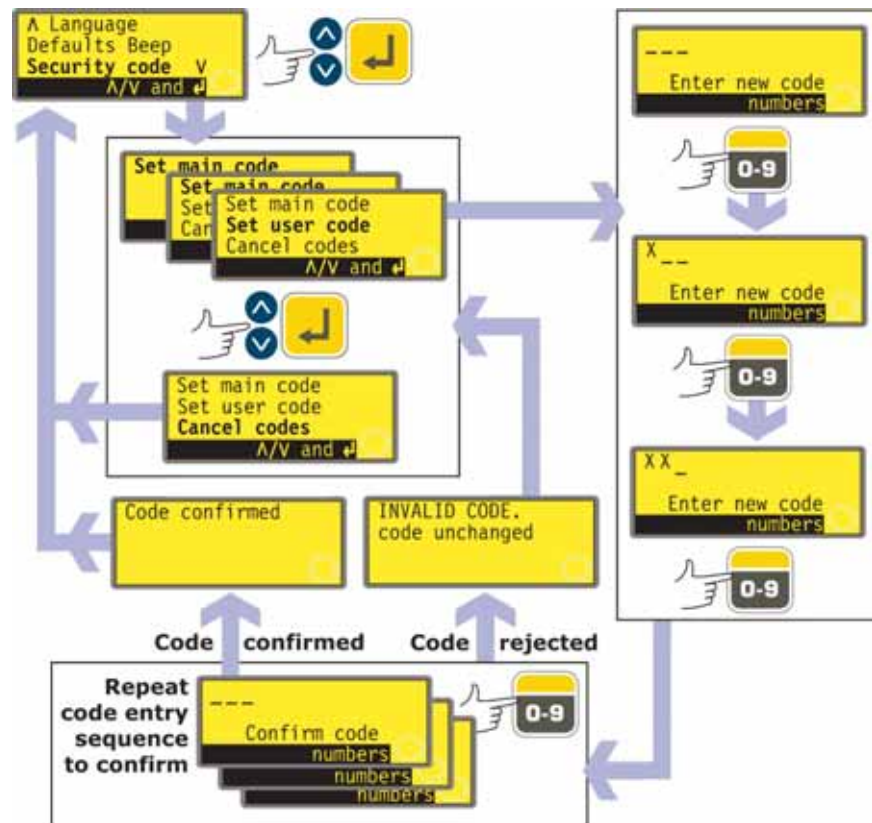 Λ Language
Defaults Beep
Security code V
Λ/V and ↲
Set main code
Set main code
Set
Can
Set main code
Set user code
Cancel codes
Λ/V and ↲
Set main code
Set user code
Cancel codes
Λ/V and ↲
_ _ _
Enter new code
numbers
0-9
X _ _
Enter new code
numbers
0-9
X X _
Enter new code
numbers
0-9
Code confirmed
INVALID CODE.
code unchanged
Code confirmed
Code rejected
Repeat
code entry
sequence
to confirm
_ _ _
Confirm code
numbers
numbers
numbers
0-9